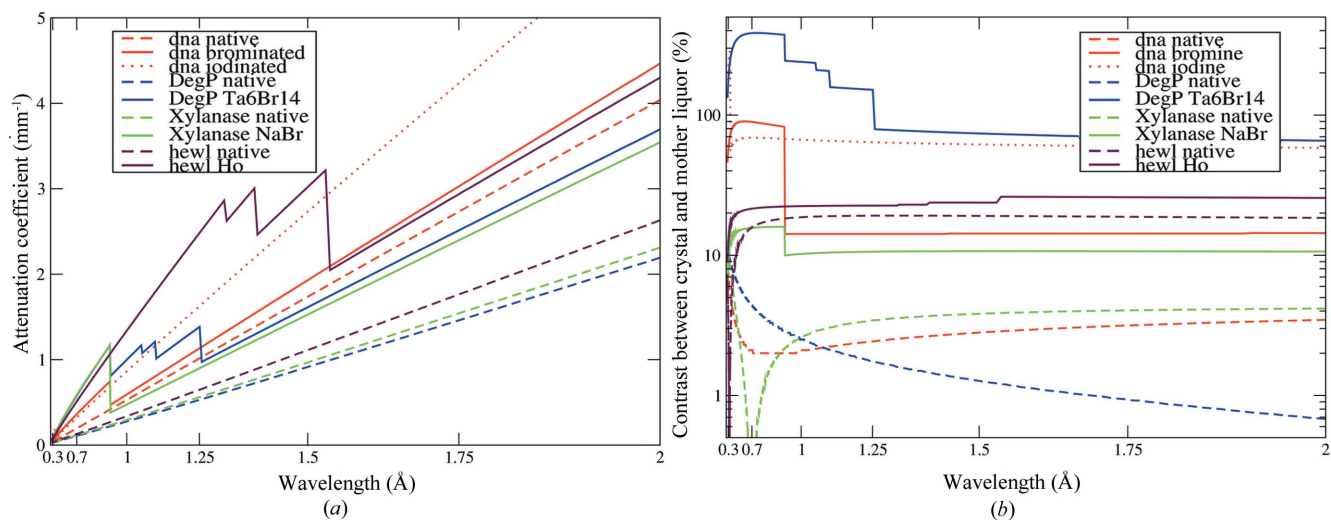 5
4
3
2
1
0
Attenuation coefficient (mm⁻¹)
dna native
dna brominated
dna iodinated
DegP native
DegP Ta6Br14
Xylanase native
Xylanase NaBr
hewl native
hewl Ho
0.3 0.7 1 1.25 1.5 1.75 2
Wavelength (Å)
(a)
Contrast between crystal and mother liquor (%)
100
10
1
dna native
dna bromine
dna iodine
DegP native
DegP Ta6Br14
Xylanase native
Xylanase NaBr
hewl native
hewl Ho
0.3 0.7 1 1.25 1.5 1.75 2
Wavelength (Å)
(b)